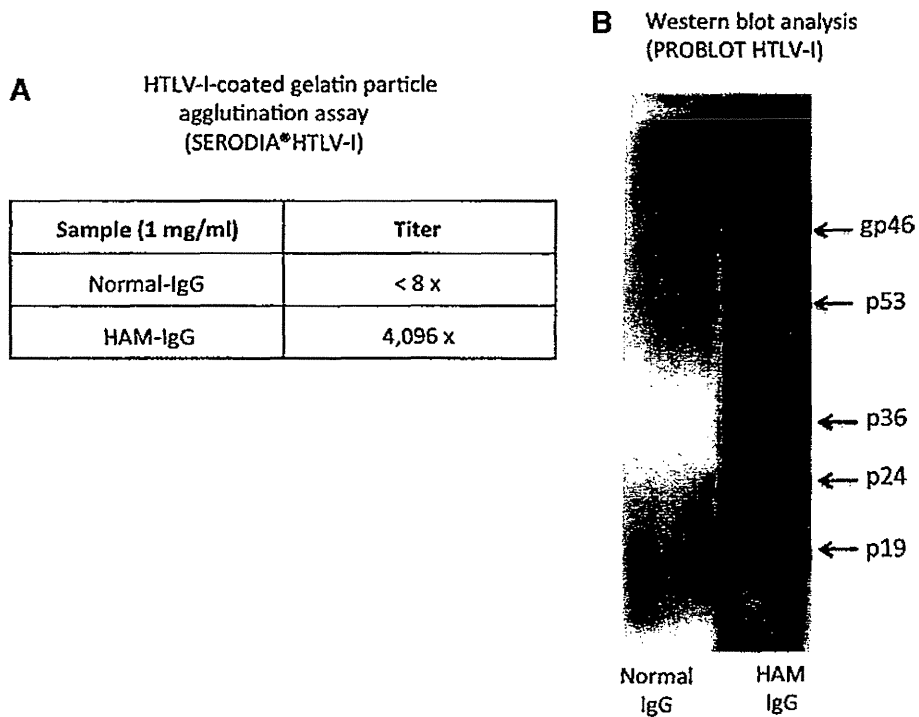 A
HTLV-I-coated gelatin particle
agglutination assay
(SERODIA®HTLV-I)
Sample (1 mg/ml) Titer
Normal-IgG < 8 x
HAM-IgG 4,096 x
B
Western blot analysis
(PROBLOT HTLV-I)
gp46
p53
p36
p24
p19
Normal
IgG
HAM
IgG